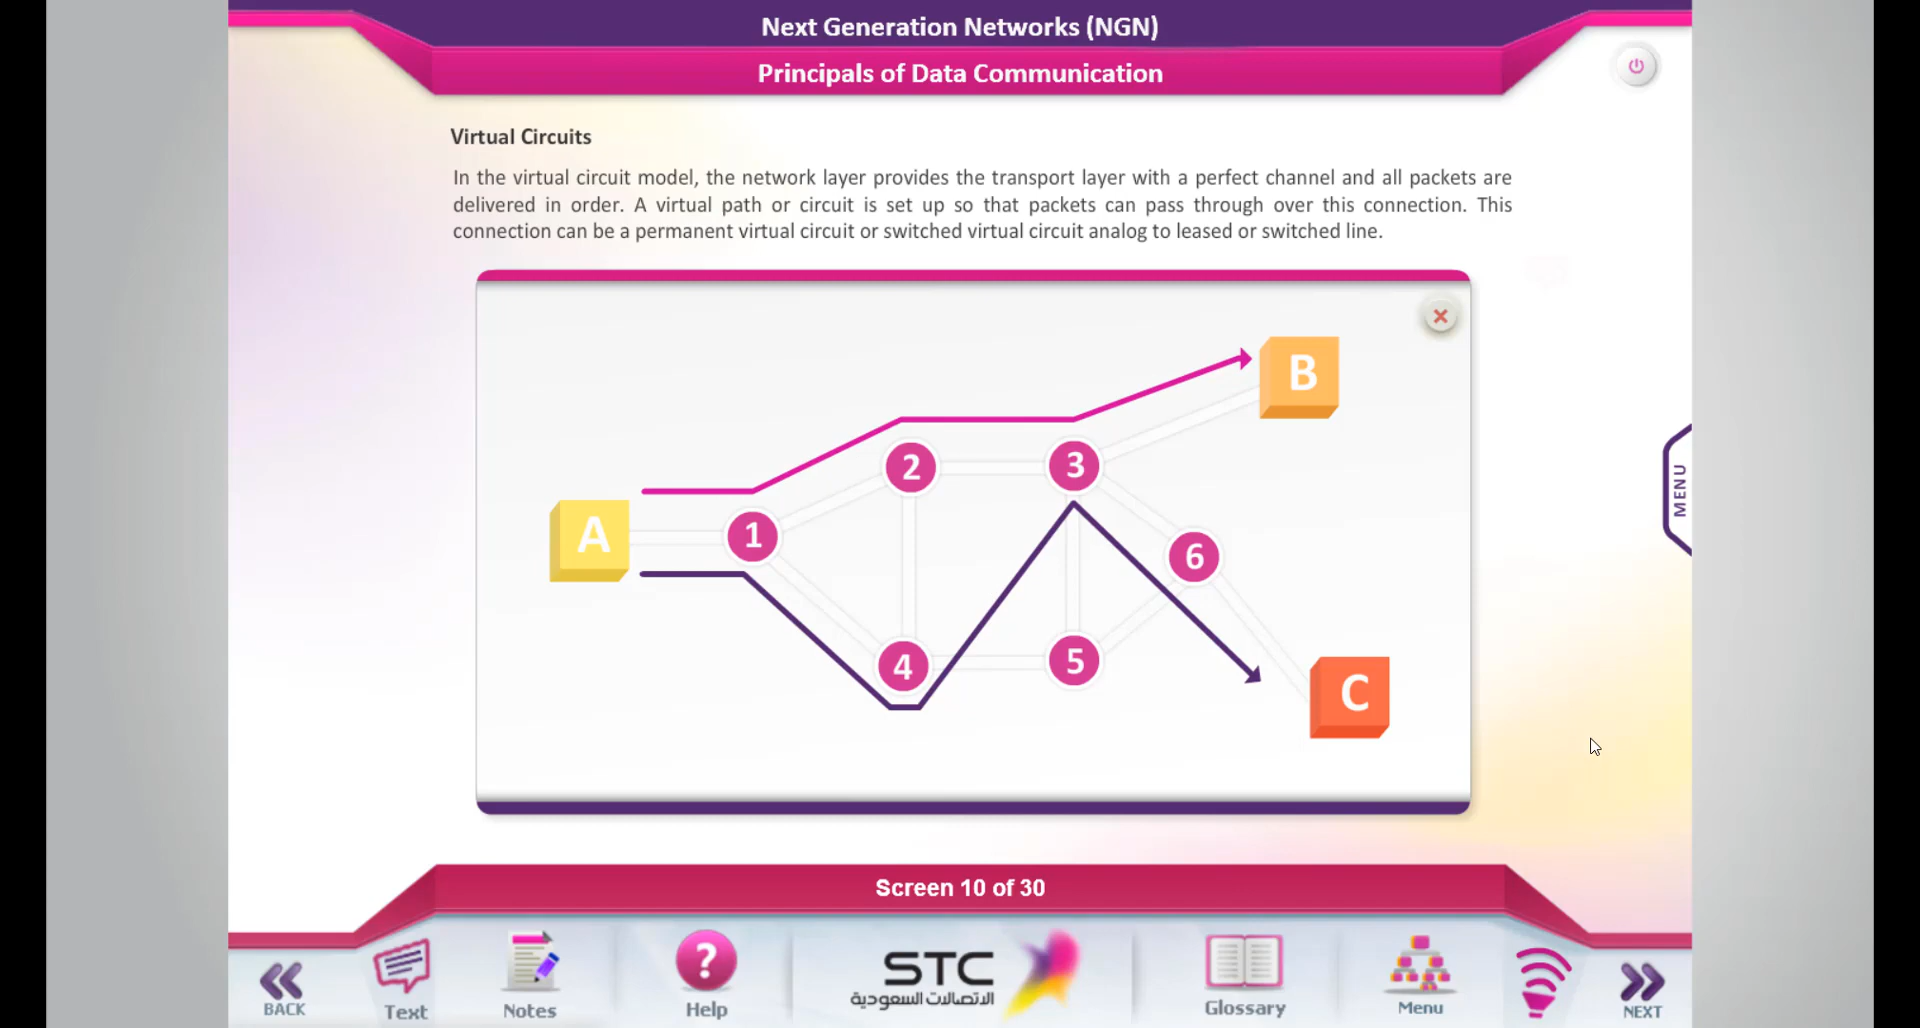 Next Generation Networks (NGN)
Principals of Data Communication
Virtual Circuits
In the virtual circuit model, the network layer provides the transport layer with a perfect channel and all packets are
delivered in order. A virtual path or circuit is set up so that packets can pass through over this connection. This
connection can be a permanent virtual circuit or switched virtual circuit analog to leased or switched line.
B
2
3
A
1
6
4
5
C
MENU
Screen 10 of 30
BACK
Text
Notes
?
Help
STC
الاتصالات السعودية
Glossary
Menu
NEXT